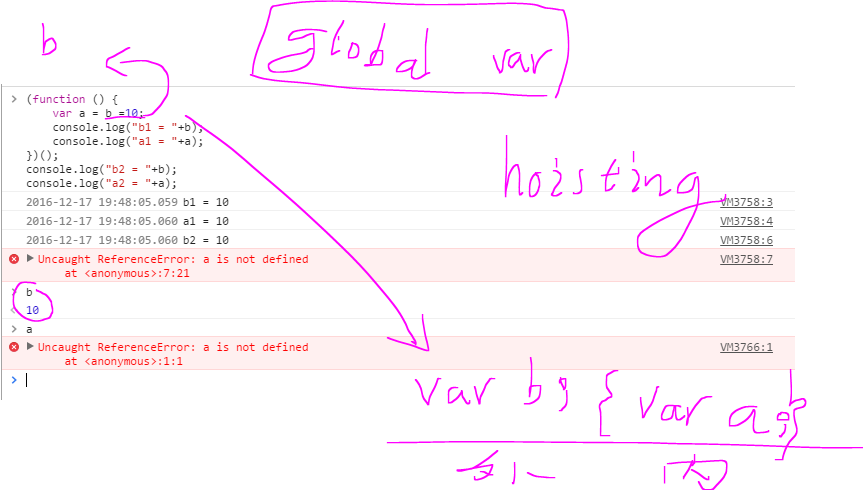 b
global var
(function () {
var a = b =10;
console.log("b1 = "+b);
console.log("a1 = "+a);
})();
console.log("b2 = "+b);
console.log("a2 = "+a);
hoisting
2016-12-17 19:48:05.059 b1 = 10 VM3758:3
2016-12-17 19:48:05.060 a1 = 10 VM3758:4
2016-12-17 19:48:05.060 b2 = 10 VM3758:6
Uncaught ReferenceError: a is not defined VM3758:7
at <anonymous>:7:21
b
10
a
Uncaught ReferenceError: a is not defined VM3766:1
at <anonymous>:1:1
var b; { var a ;}
内